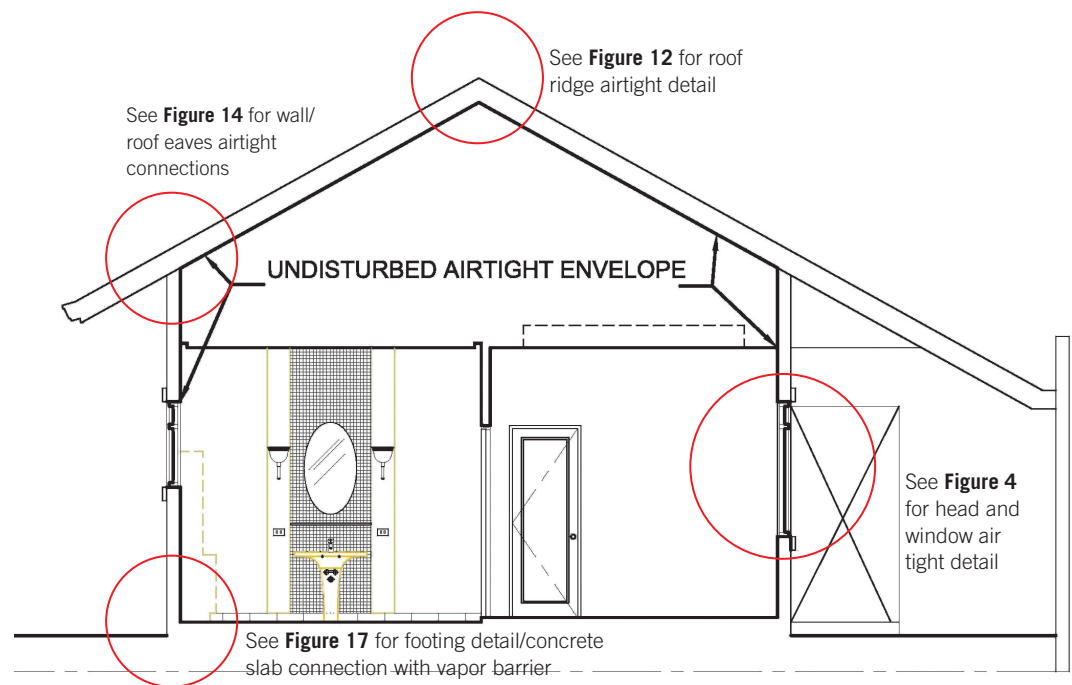 See Figure 12 for roof
ridge airtight detail
See Figure 14 for wall/
roof eaves airtight
connections
UNDISTURBED AIRTIGHT ENVELOPE
See Figure 4
for head and
window air
tight detail
See Figure 17 for footing detail/concrete
slab connection with vapor barrier